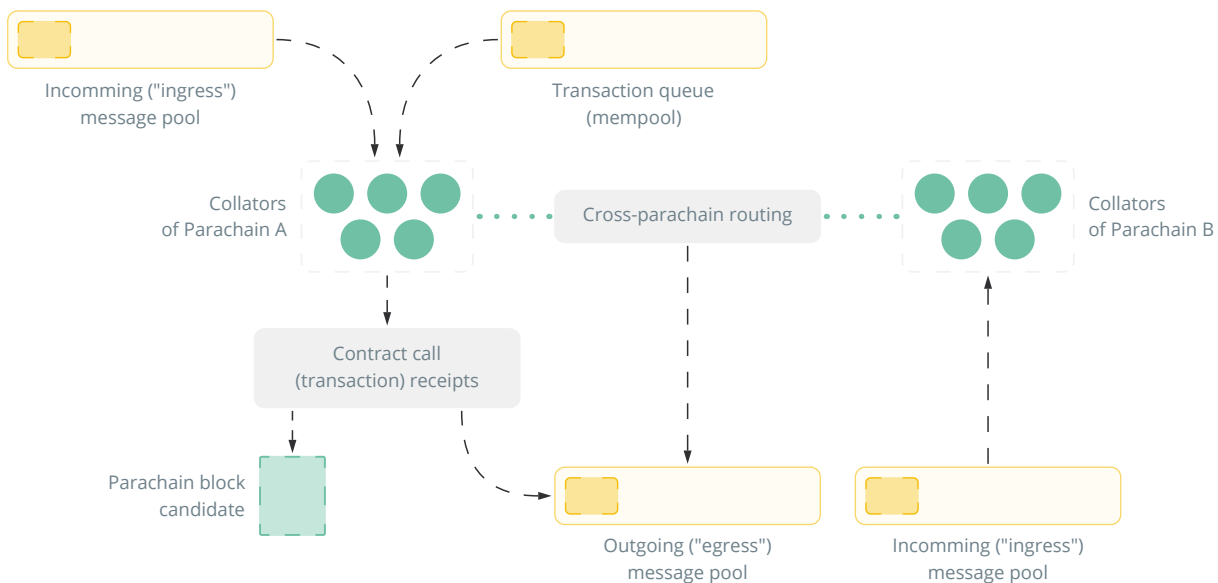 Incomming ("ingress")
message pool
Transaction queue
(mempool)
Collators
of Parachain A
Cross-parachain routing
Collators
of Parachain B
Contract call
(transaction) receipts
Parachain block
candidate
Outgoing ("egress")
message pool
Incomming ("ingress")
message pool